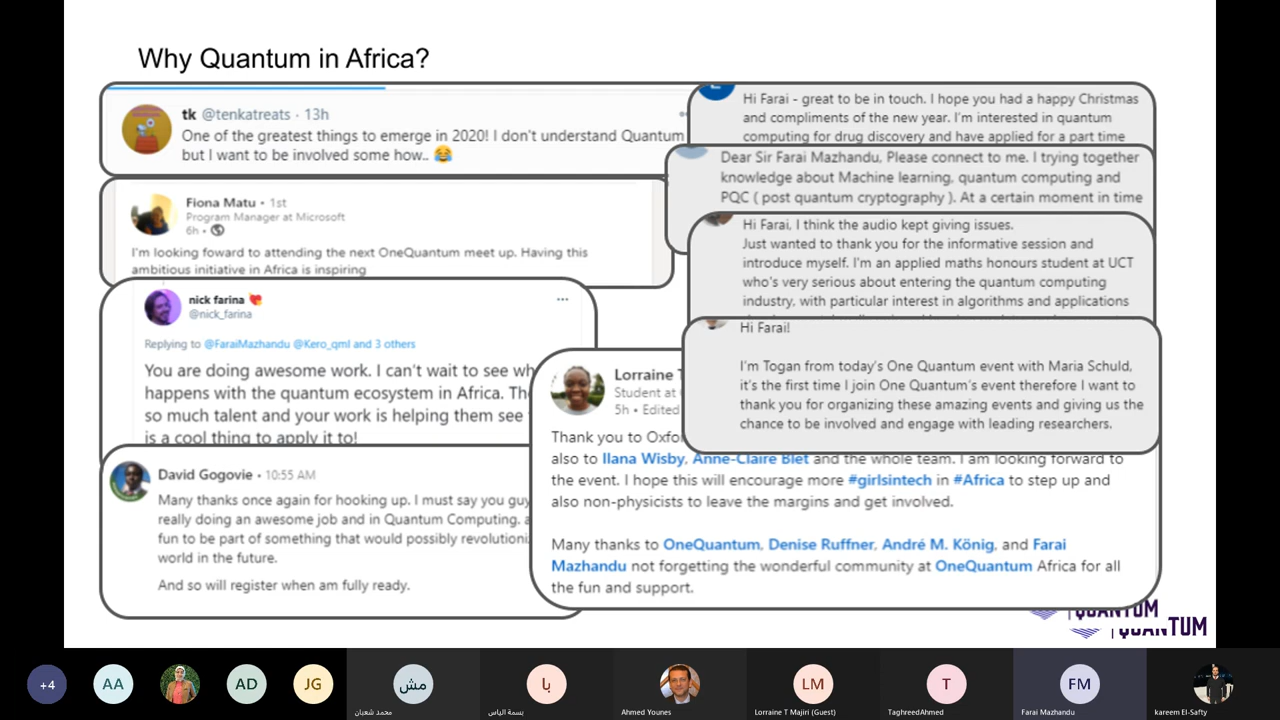 Why Quantum in Africa?
tk @tenkatreats · 13h
One of the greatest things to emerge in 2020! I don't understand Quantum
but I want to be involved some how.. 😂
Fiona Matu • 1st
Program Manager at Microsoft
6h •
I'm looking foward to attending the next OneQuantum meet up. Having this
ambitious initiative in Africa is inspiring
nick farina 💘
@nick_farina
Replying to @FaraiMazhandu @Kero_qml and 3 others
You are doing awesome work. I can't wait to see
happens with the quantum ecosystem in Africa.
so much talent and your work is helping them see
is a cool thing to apply it to!
David Gogovie • 10:55 AM
Many thanks once again for hooking up. I must say you
really doing an awesome job and in Quantum Computing.
fun to be part of something that would possibly
world in the future.
And so will register when am fully ready.
Hi Farai - great to be in touch. I hope you had a happy Christmas
and compliments of the new year. I'm interested in quantum
computing for drug discovery and have applied for a part time
Dear Sir Farai Mazhandu, Please connect to me. I trying together
knowledge about Machine learning, quantum computing and
PQC ( post quantum cryptography ). At a certain moment in time
Hi Farai, I think the audio kept giving issues.
Just wanted to thank you for the informative session and
introduce myself. I'm an applied maths honours student at UCT
who's very serious about entering the quantum computing
industry, with particular interest in algorithms and applications
Hi Farai!
I'm Togan from today's One Quantum event with Maria Schuld,
it's the first time I join One Quantum's event therefore I want to
thank you for organizing these amazing events and giving us the
chance to be involved and engage with leading researchers.
Lorraine
Student at
5h • Edited
Thank you to
also to Ilana Wisby, Anne-Claire Blet and the whole team. I am looking forward to
the event. I hope this will encourage more #girlsintech in #Africa to step up and
also non-physicists to leave the margins and get involved.
Many thanks to OneQuantum, Denise Ruffner, André M. König, and Farai
Mazhandu not forgetting the wonderful community at OneQuantum Africa for all
the fun and support.
QUANTUM
QUANTUM
+4
AA
AD
JG
مش
محمد شعبان
با
بسمة الياس
Ahmed Younes
LM
Lorraine T Majiri (Guest)
T
TaghreedAhmed
FM
Farai Mazhandu
kareem El-Safty